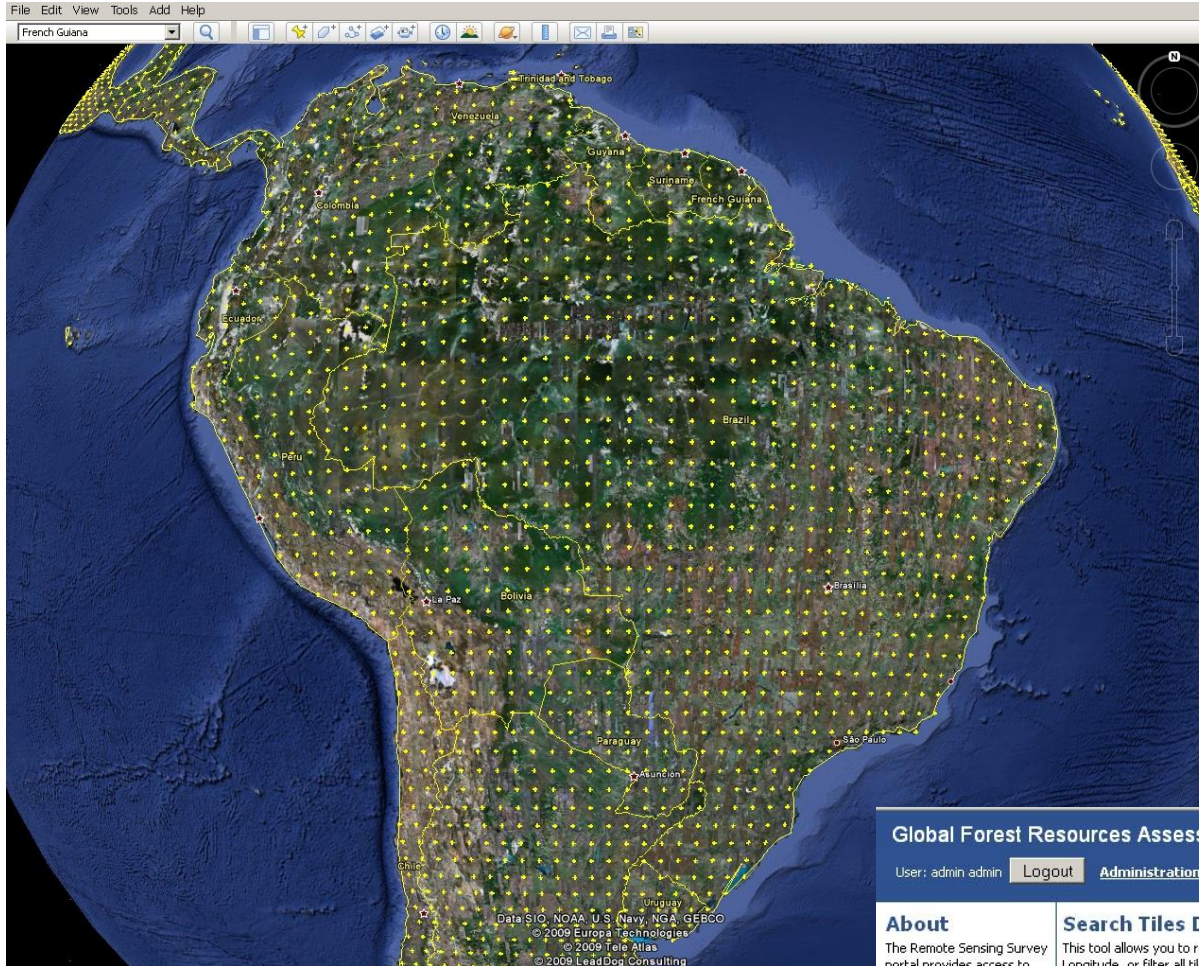 File Edit View Tools Add Help
French Guiana
N
Trinidad and Tobago
Venezuela
Guyana
Suriname
French Guiana
Colombia
Ecuador
Brazil
Peru
Brasília
La Paz
Bolivia
Paraguay
São Paulo
Asuncion
Chile
Uruguay
Data SIO, NOAA, U.S. Navy, NGA, GEBCO
© 2009 Europa Technologies
© 2009 Tele Atlas
© 2009 LeadDog Consulting
Global Forest Resources Assess
User: admin admin Logout Administration
About
The Remote Sensing Survey
portal provides access to
Search Tiles D
This tool allows you to r
Longitude, or filter all til